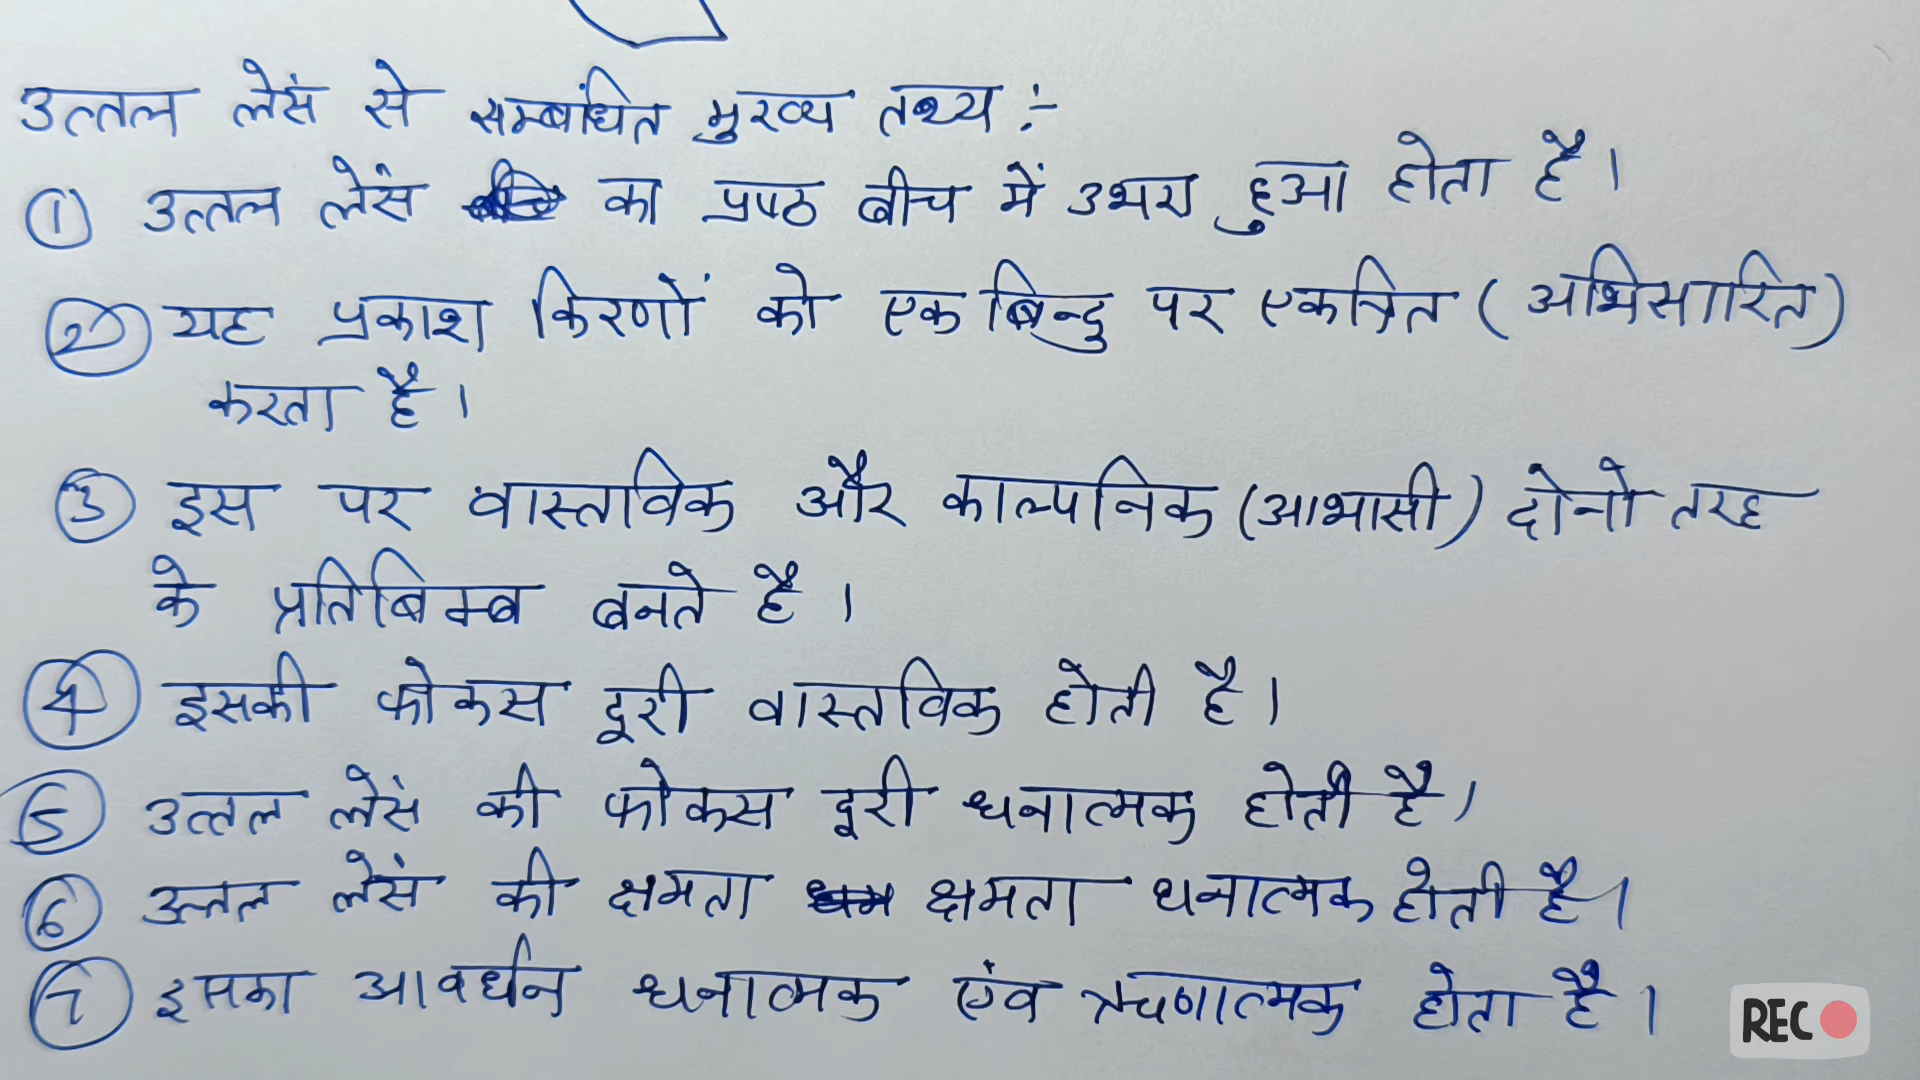 उत्तल लेंस से सम्बंधित मुख्य तथ्य :-
① उत्तल लेंस का प्रष्ठ बीच में उभरा हुआ होता है।
② यह प्रकाश किरणों को एक बिन्दु पर एकत्रित ( अभिसारित )
करता है।
③ इस पर वास्तविक और काल्पनिक (आभासी) दोनो तरह
के प्रतिबिम्ब बनते है।
④ इसकी फोकस दूरी वास्तविक होती है।
⑤ उत्तल लेंस की फोकस दूरी धनात्मक होती है।
⑥ उत्तल लेंस की क्षमता क्षमता धनात्मक होती है।
⑦ इसका आवर्धन धनात्मक एंव ऋणात्मक होता है।
REC